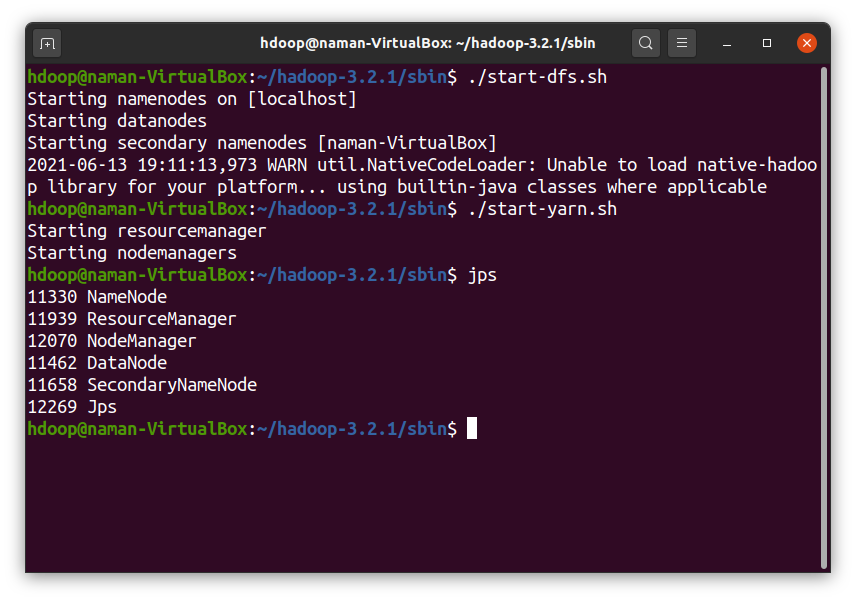 hdoop@naman-VirtualBox: ~/hadoop-3.2.1/sbin
hdoop@naman-VirtualBox:~/hadoop-3.2.1/sbin$ ./start-dfs.sh
Starting namenodes on [localhost]
Starting datanodes
Starting secondary namenodes [naman-VirtualBox]
2021-06-13 19:11:13,973 WARN util.NativeCodeLoader: Unable to load native-hadoo
p library for your platform... using builtin-java classes where applicable
hdoop@naman-VirtualBox:~/hadoop-3.2.1/sbin$ ./start-yarn.sh
Starting resourcemanager
Starting nodemanagers
hdoop@naman-VirtualBox:~/hadoop-3.2.1/sbin$ jps
11330 NameNode
11939 ResourceManager
12070 NodeManager
11462 DataNode
11658 SecondaryNameNode
12269 Jps
hdoop@naman-VirtualBox:~/hadoop-3.2.1/sbin$